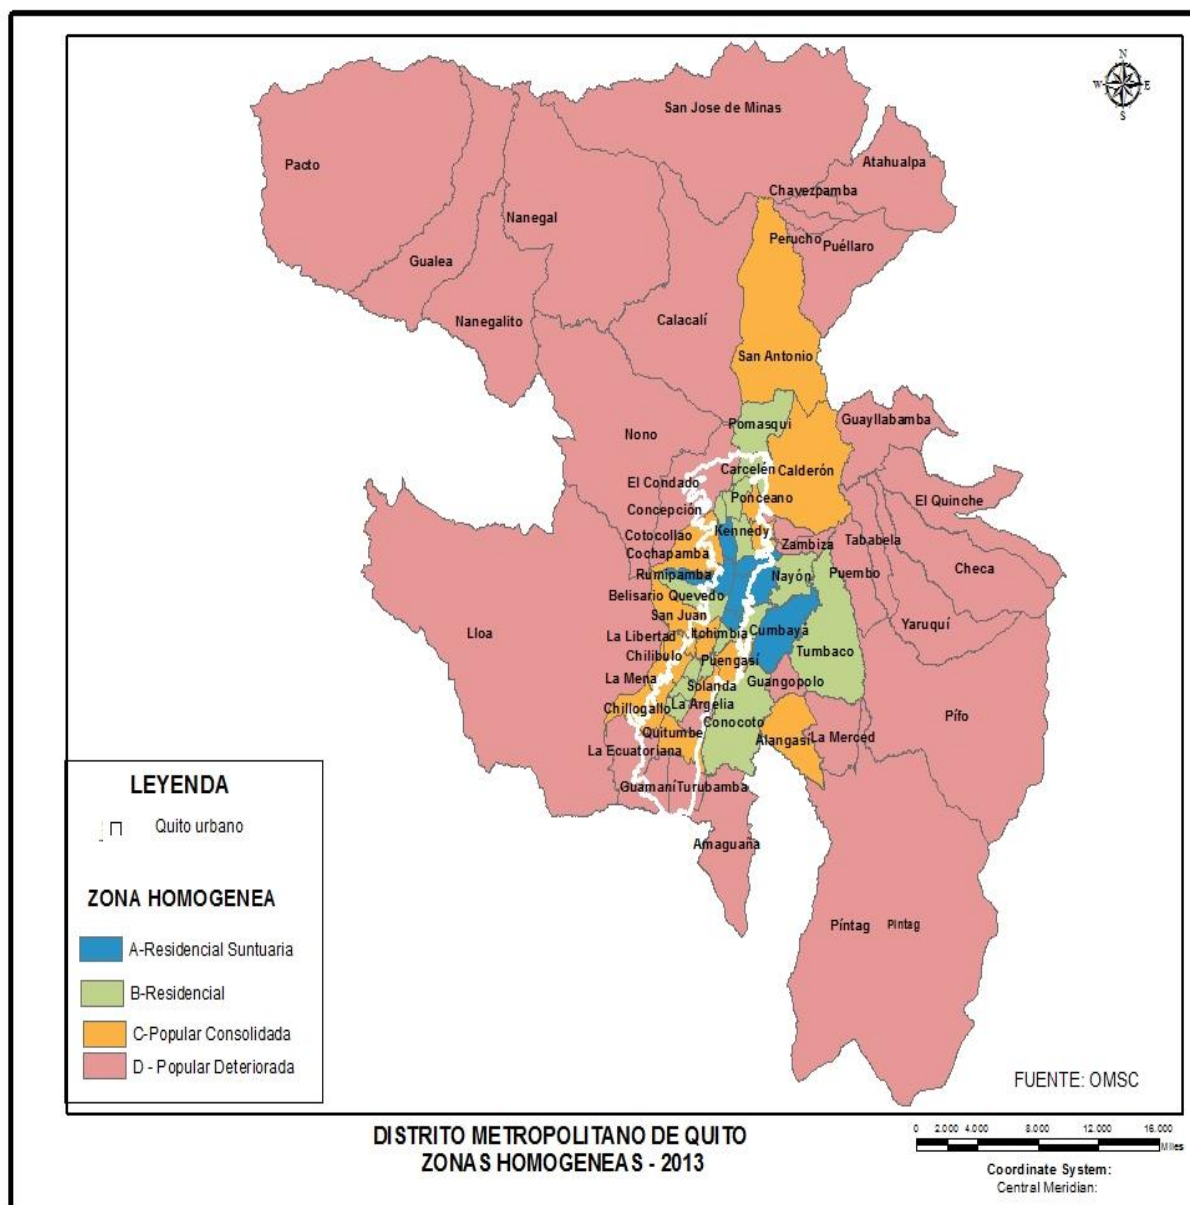 N
W E
S
San Jose de Minas
Atahualpa
Pacto
Chavezpamba
Nanegal
Perucho
Puéllaro
Gualea
Nanegalito
Calacalí
San Antonio
Guayllabamba
Pomasqui
Nono
Carcelén
Calderón
El Condado
Ponceano
El Quinche
Concepción
Cotocollao
Kennedy
Zambiza
Tababela
Cochapamba
Checa
Rumipamba
Nayón
Puembo
Belisario Quevedo
San Juan
Yaruquí
Lloa
La Libertad
Itchimbía
Cumbayá
Chilibulo
Puengasí
Tumbaco
La Mena
Solanda
Guangopolo
Chillogallo
La Argelia
Conocoto
Pífo
Quitumbe
Alangasí
La Merced
La Ecuatoriana
Guamaní
Turubamba
Amaguaña
Píntag
Pintag
LEYENDA
Quito urbano
ZONA HOMOGENEA
A-Residencial Suntuaria
B-Residencial
C-Popular Consolidada
D - Popular Deteriorada
FUENTE: OMSC
DISTRITO METROPOLITANO DE QUITO
ZONAS HOMOGENEAS - 2013
0 2.000 4.000 8.000 12.000 16.000
Miles
Coordinate System:
Central Meridian: